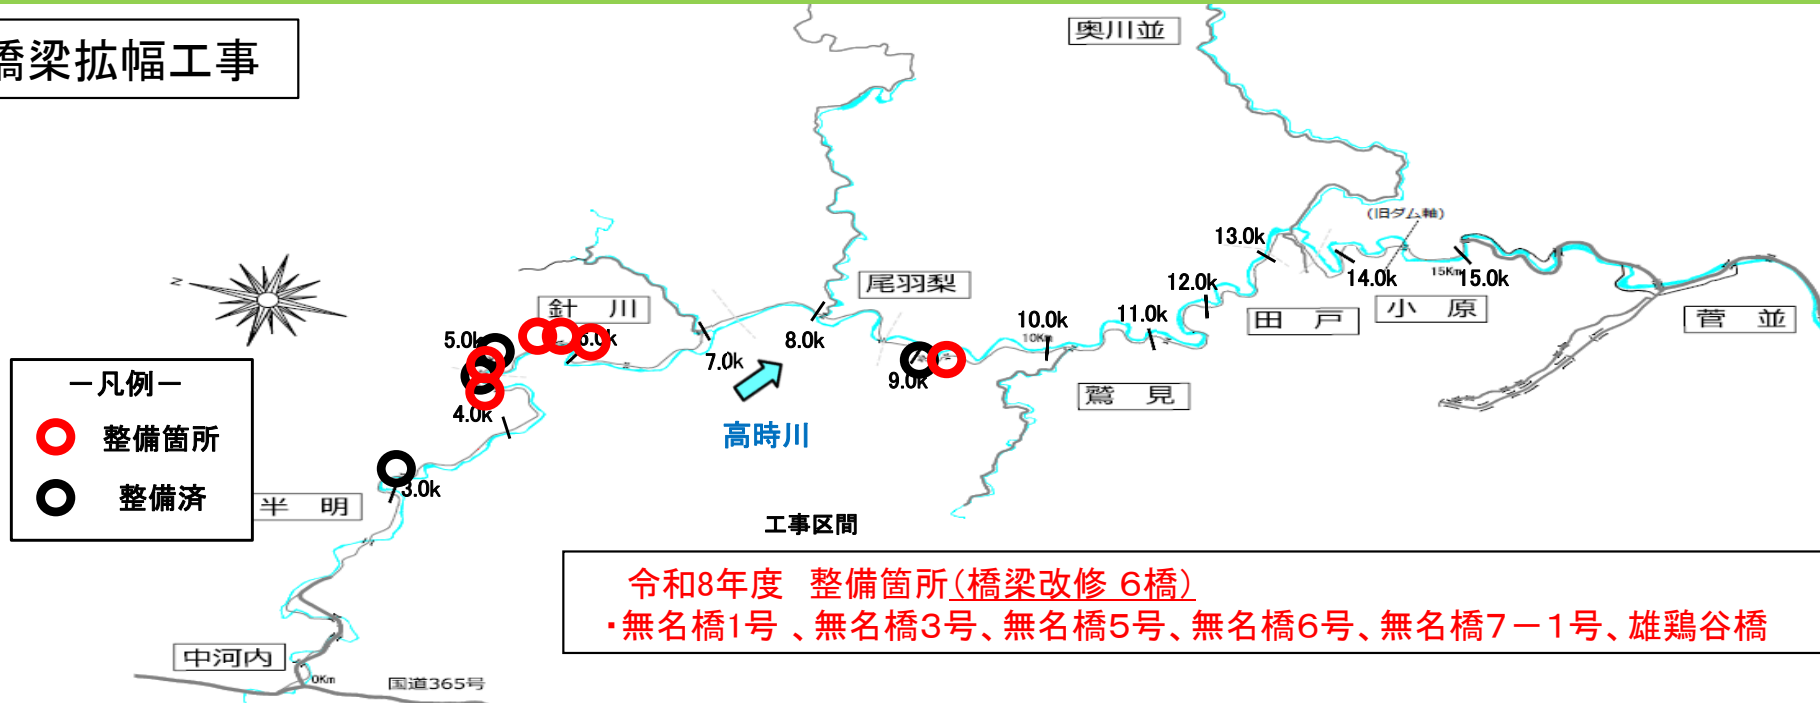 橋梁拡幅工事
奥川並
(旧ダム軸)
13.0k
14.0k
15Km
15.0k
12.0k
尾羽梨
針　川
田　戸
小　原
菅　並
11.0k
10.0k
10Km
5.0k
6.0k
7.0k
8.0k
9.0k
鷲　見
N
－凡例－
整備箇所
整備済
4.0k
高時川
3.0k
半　明
工事区間
令和8年度　整備箇所(橋梁改修 6橋)
・無名橋1号 、無名橋3号、無名橋5号、無名橋6号、無名橋7－1号、雄鶏谷橋
中河内
0Km
国道365号